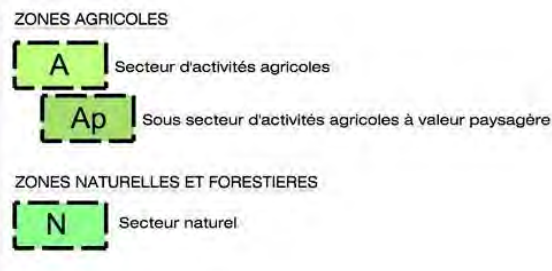 ZONES AGRICOLES
A Secteur d'activités agricoles
Ap Sous secteur d'activités agricoles à valeur paysagère
ZONES NATURELLES ET FORESTIERES
N Secteur naturel